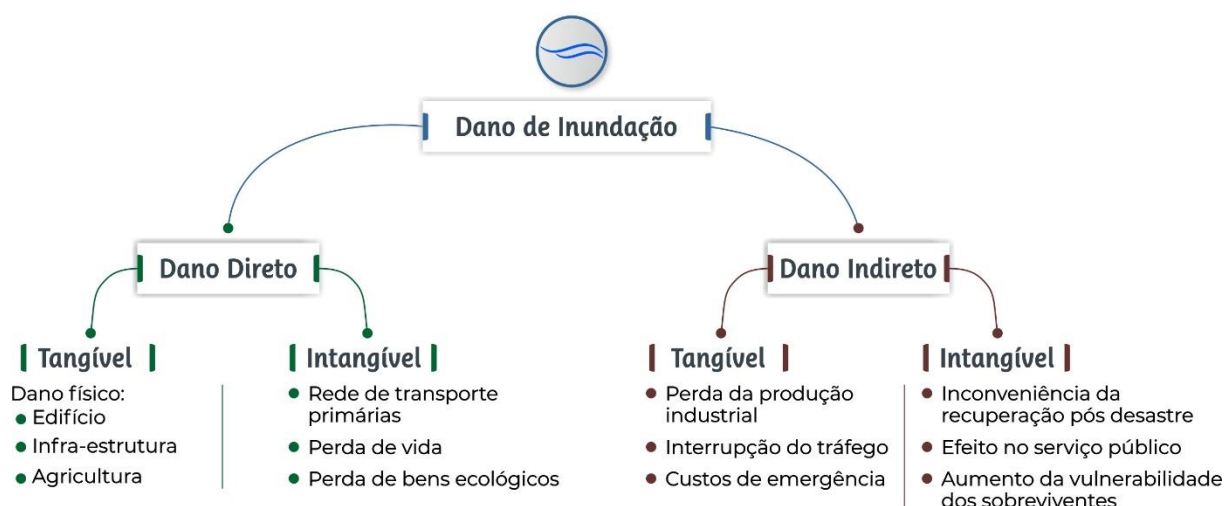 Dano de Inundação
Dano Direto
Dano Indireto
Tangível
Dano físico:
Edifício
Infra-estrutura
Agricultura
Intangível
Rede de transporte
primárias
Perda de vida
Perda de bens ecológicos
Tangível
Perda da produção
industrial
Interrupção do tráfego
Custos de emergência
Intangível
Inconveniência da
recuperação pós desastre
Efeito no serviço público
Aumento da vulnerabilidade
dos sobreviventes